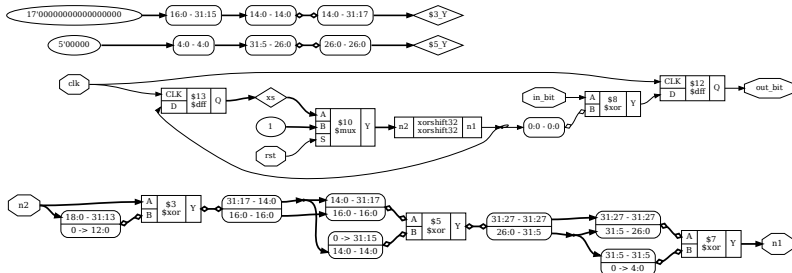 17'00000000000000000 16:0 - 31:15 14:0 - 14:0 14:0 - 31:17 $3_Y
5'00000 4:0 - 4:0 31:5 - 26:0 26:0 - 26:0 $5_Y
clk
CLK $13 Q
D $dff
xs
1
rst
A $10 Y
B $mux
S
n2 xorshift32 n1
xorshift32
0:0 - 0:0
in_bit
A $8 Y
B $xor
CLK $12 Q
D $dff
out_bit
n2
18:0 - 31:13
0 -> 12:0
A $3 Y
B $xor
31:17 - 14:0
16:0 - 16:0
14:0 - 31:17
16:0 - 16:0
0 -> 31:15
14:0 - 14:0
A $5 Y
B $xor
31:27 - 31:27
26:0 - 31:5
31:27 - 31:27
31:5 - 26:0
31:5 - 31:5
0 -> 4:0
A $7 Y
B $xor
n1